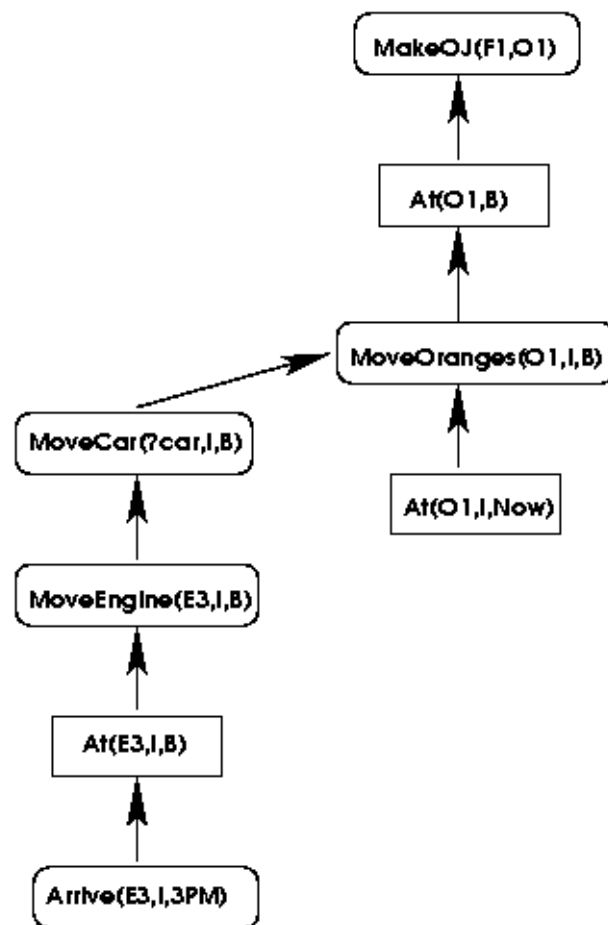 MakeOJ(F1,O1)
At(O1,B)
MoveOranges(O1,I,B)
MoveCar(?car,I,B)
At(O1,I,Now)
MoveEngine(E3,I,B)
At(E3,I,B)
Arrive(E3,I,3PM)